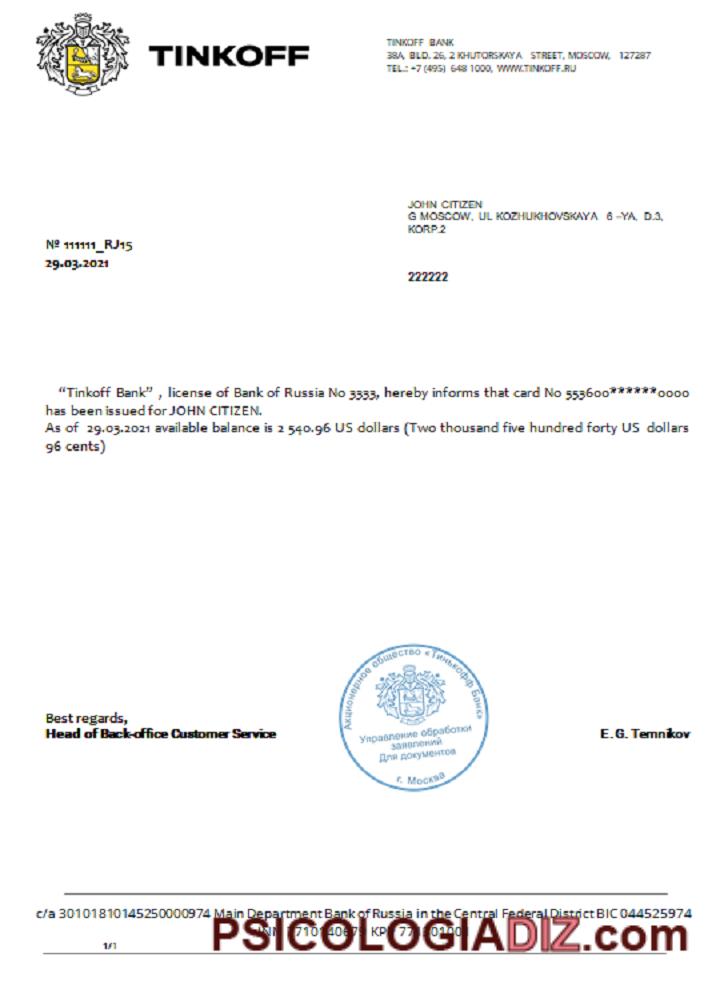 TINKOFF
TINKOFF BANK
38A, BLD. 26, 2 KHUTORSKAYA STREET, MOSCOW, 127287
TEL.: +7 (495) 648 1000, WWW.TINKOFF.RU
JOHN CITIZEN
G MOSCOW, UL KOZHUKHOVSKAYA 6 –YA, D.3,
KORP.2
№ 111111_RJ15
29.03.2021
222222
“Tinkoff Bank” , license of Bank of Russia No 3333, hereby informs that card No 553600******0000
has been issued for JOHN CITIZEN.
As of 29.03.2021 available balance is 2 540.96 US dollars (Two thousand five hundred forty US dollars
96 cents)
Акционерное общество «Тинькофф Банк»
Управление обработки
заявлений
Для документов
г. Москва
Best regards,
Head of Back-office Customer Service
E. G. Temnikov
c/a 30101810145250000974 Main Department Bank of Russia in the Central Federal District BIC 044525974
PSICOLOGIADIZ.com
1/1